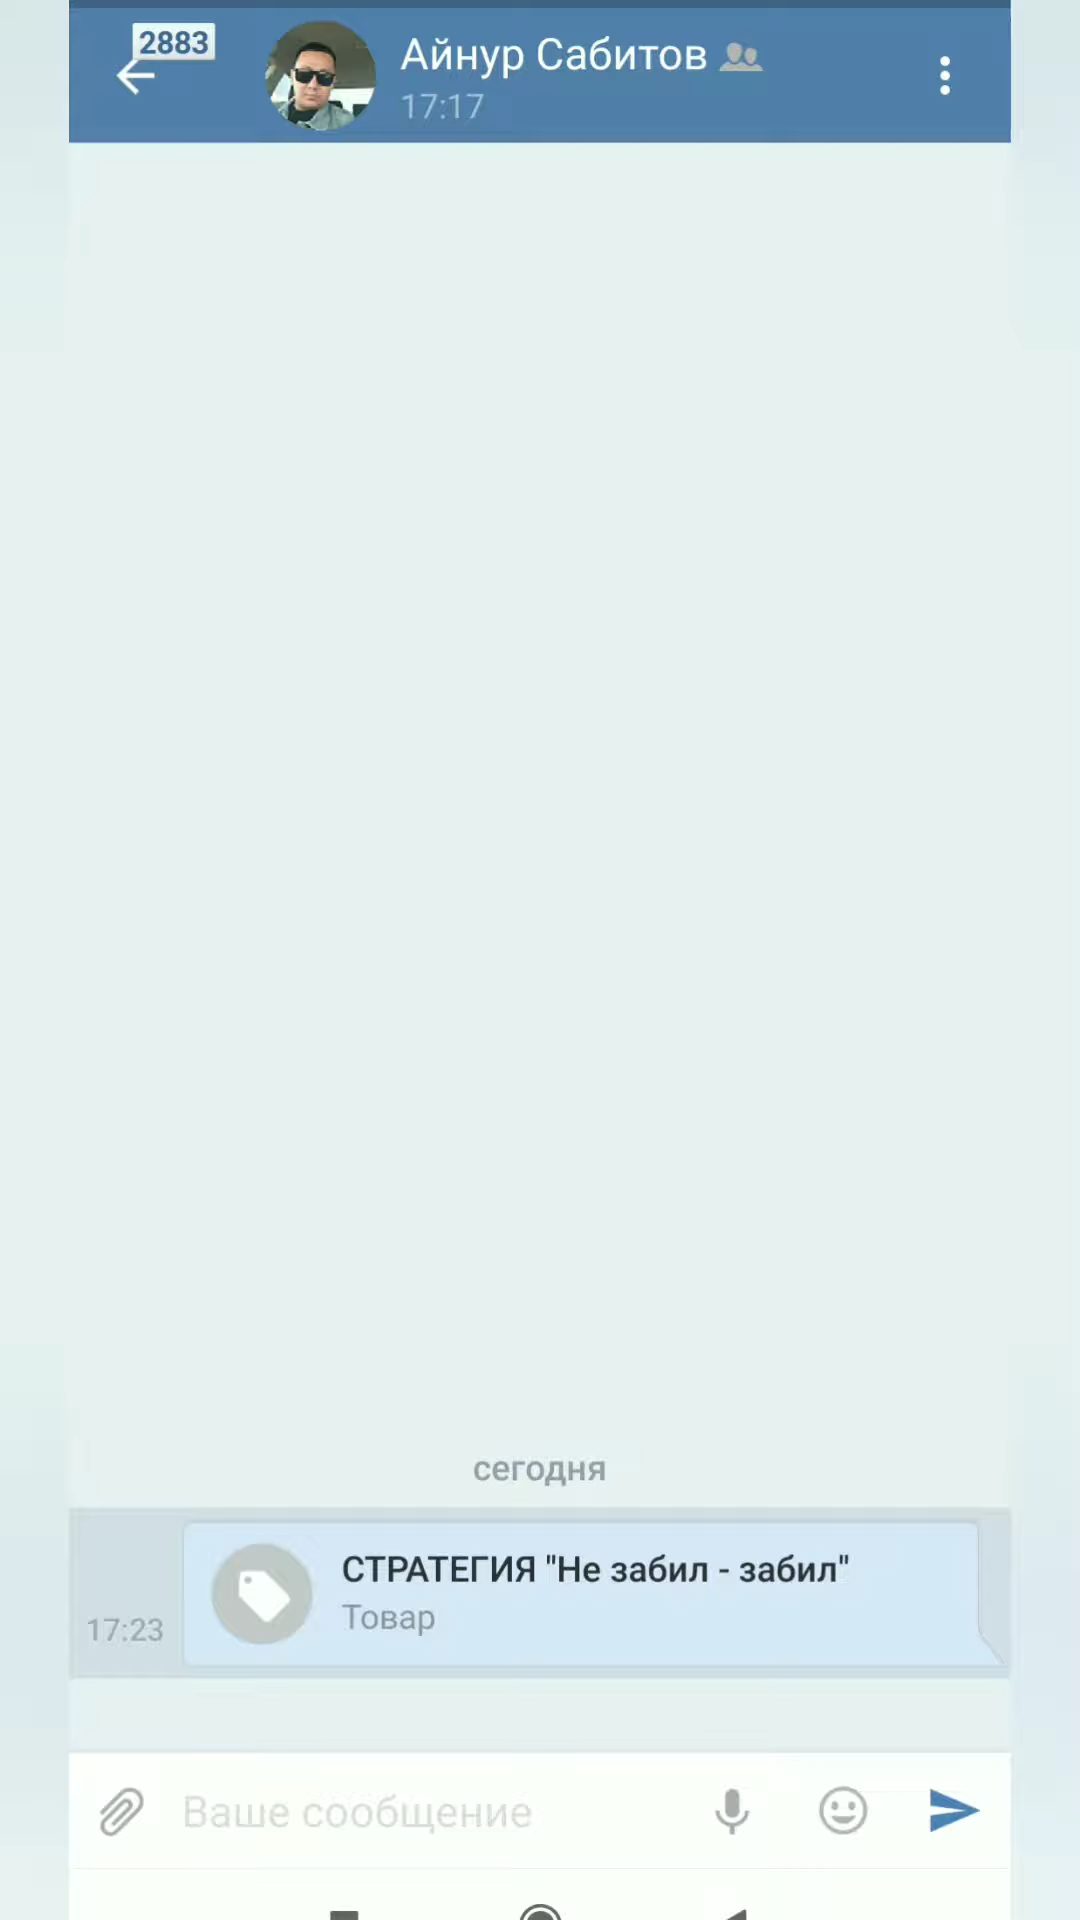 2883
Айнур Сабитов
17:17
сегодня
СТРАТЕГИЯ "Не забил - забил"
Товар
17:23
Ваше сообщение